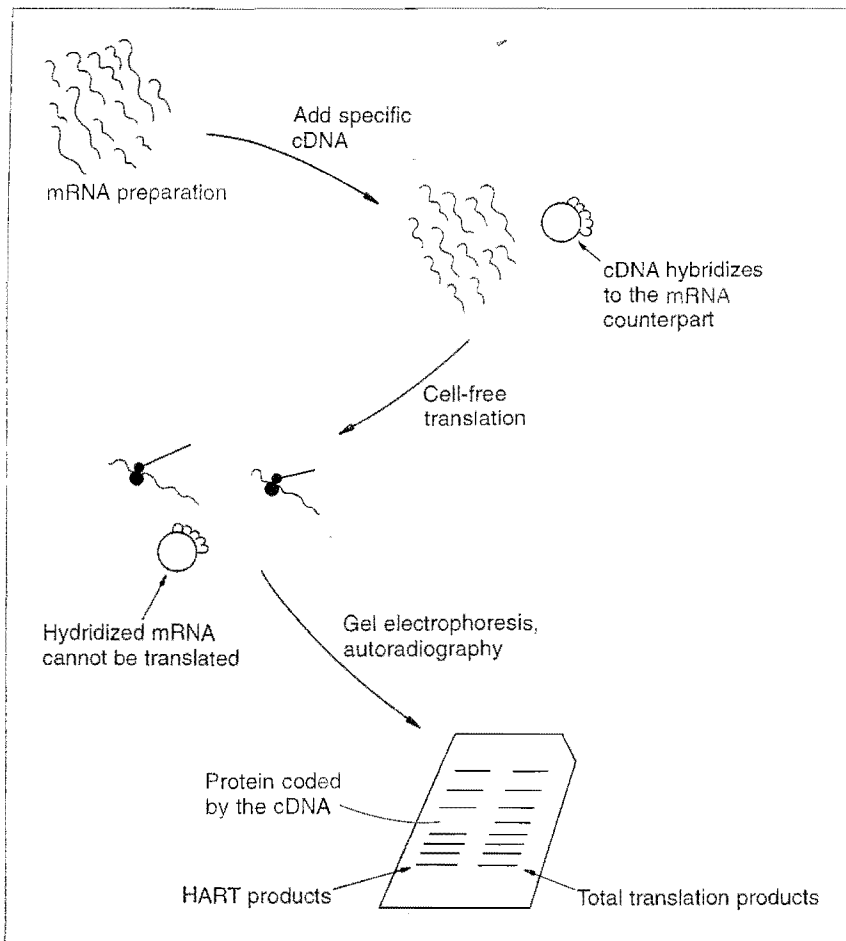 Add specific
cDNA
mRNA preparation
cDNA hybridizes
to the mRNA
counterpart
Cell-free
translation
Hydridized mRNA
cannot be translated
Gel electrophoresis,
autoradiography
Protein coded
by the cDNA
HART products
Total translation products